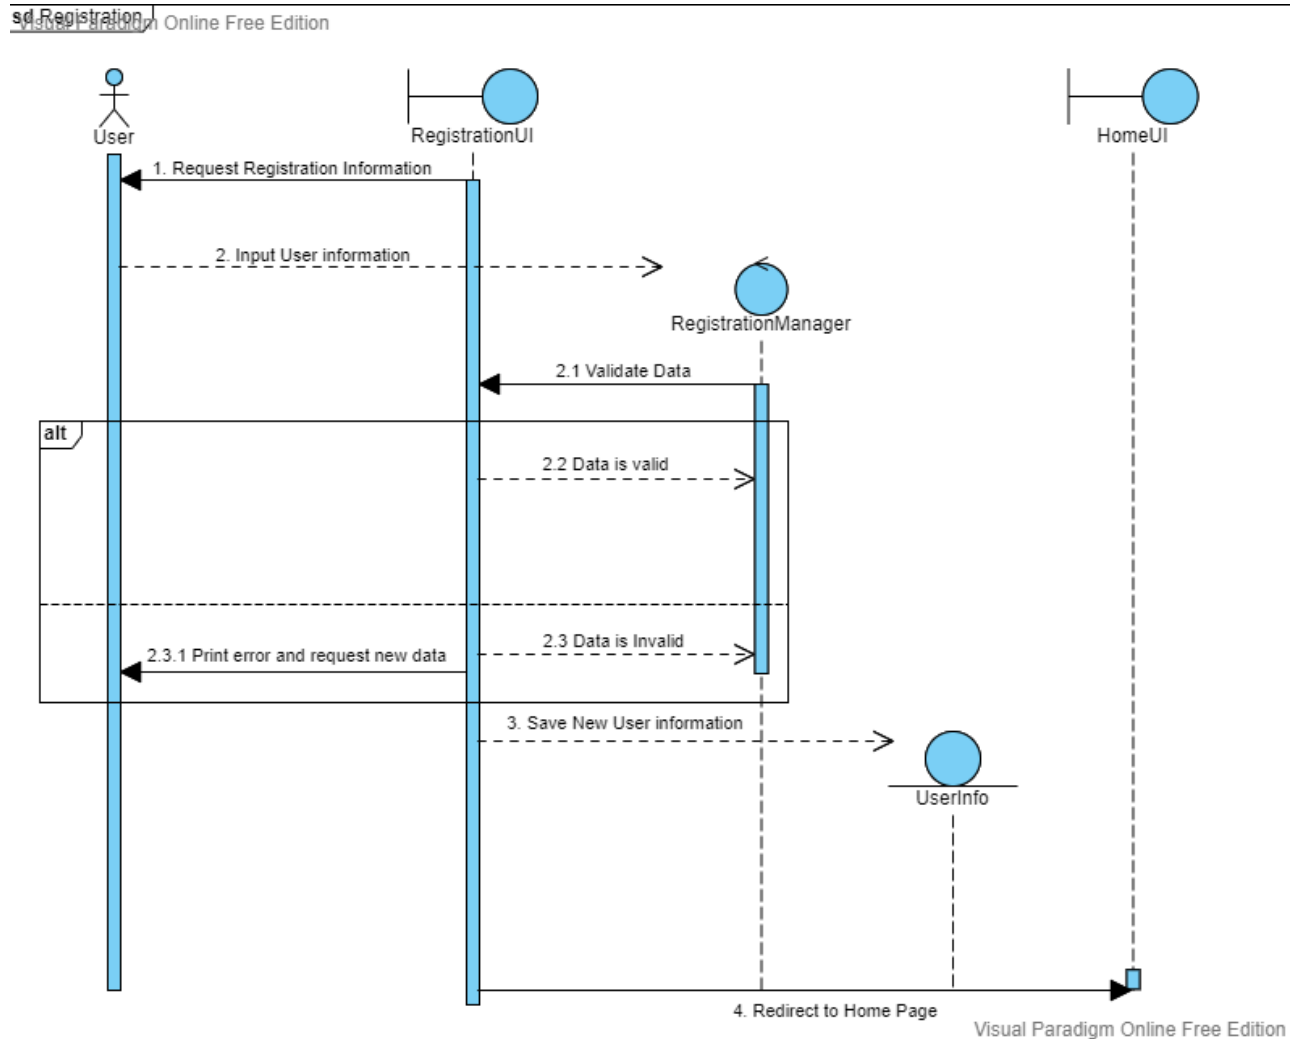 sd Registration
Visual Paradigm Online Free Edition
User
RegistrationUI
HomeUI
1. Request Registration Information
2. Input User information
RegistrationManager
2.1 Validate Data
alt
2.2 Data is valid
2.3 Data is Invalid
2.3.1 Print error and request new data
3. Save New User information
UserInfo
4. Redirect to Home Page
Visual Paradigm Online Free Edition